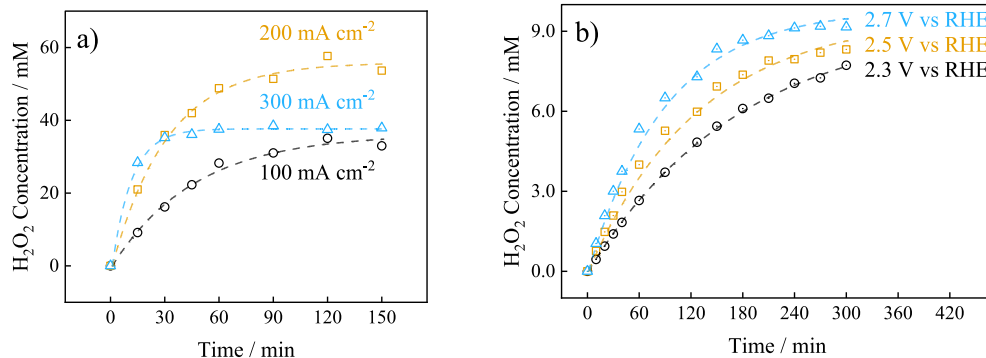 a)
200 mA cm⁻²
300 mA cm⁻²
100 mA cm⁻²
H₂O₂ Concentration / mM
60
40
20
0
0 30 60 90 120 150
Time / min
b)
2.7 V vs RHE
2.5 V vs RHE
2.3 V vs RHE
H₂O₂ Concentration / mM
9.0
6.0
3.0
0.0
0 60 120 180 240 300 360 420
Time / min